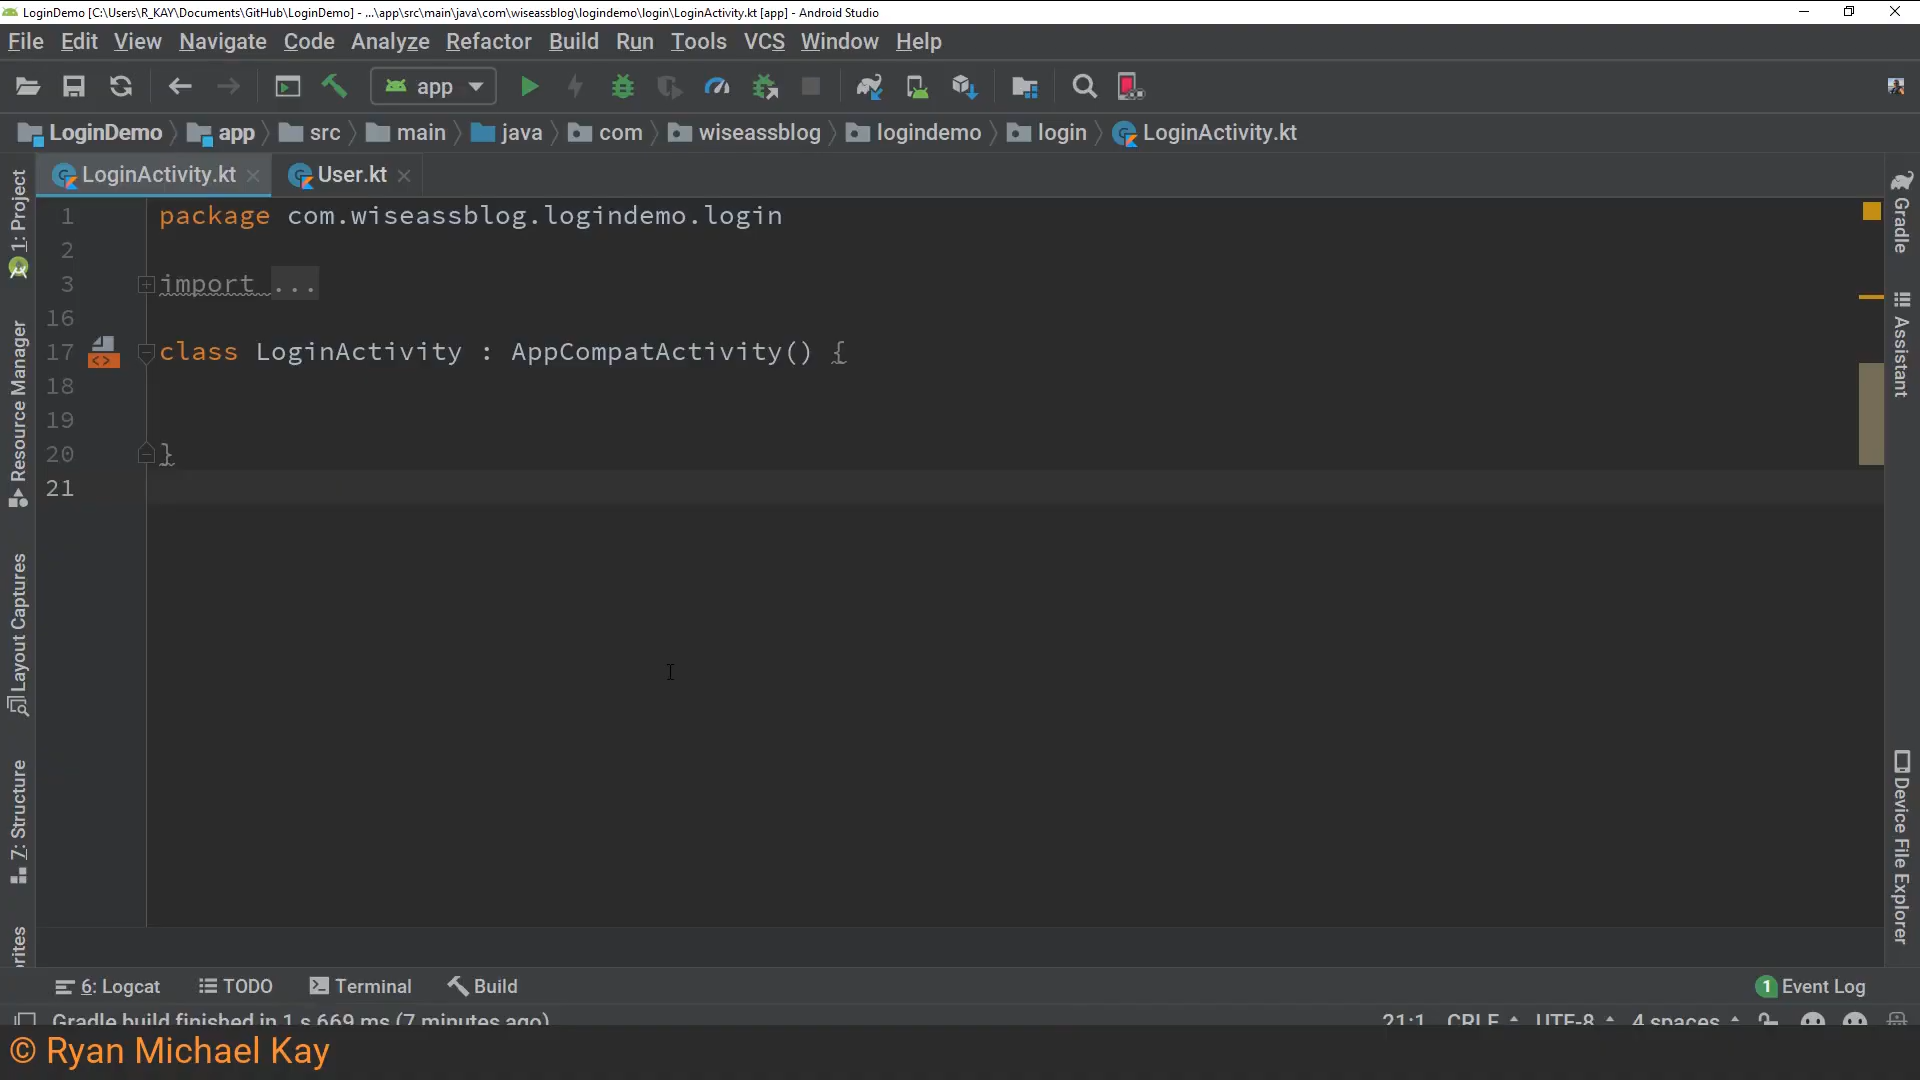 LoginDemo [C:\Users\R_KAY\Documents\GitHub\LoginDemo] - ...\app\src\main\java\com\wiseassblog\logindemo\login\LoginActivity.kt [app] - Android Studio
File Edit View Navigate Code Analyze Refactor Build Run Tools VCS Window Help
app
LoginDemo app src main java com wiseassblog logindemo login LoginActivity.kt
LoginActivity.kt User.kt
1 package com.wiseassblog.logindemo.login
2
3 import ...
16
17 class LoginActivity : AppCompatActivity() {
18
19
20 }
21
1: Project
Resource Manager
Layout Captures
7: Structure
rites
Gradle
Assistant
Device File Explorer
6: Logcat TODO Terminal Build 1 Event Log
Gradle build finished in 1 s 669 ms (7 minutes ago) 21:1 CRLF UTF-8 4 spaces
© Ryan Michael Kay